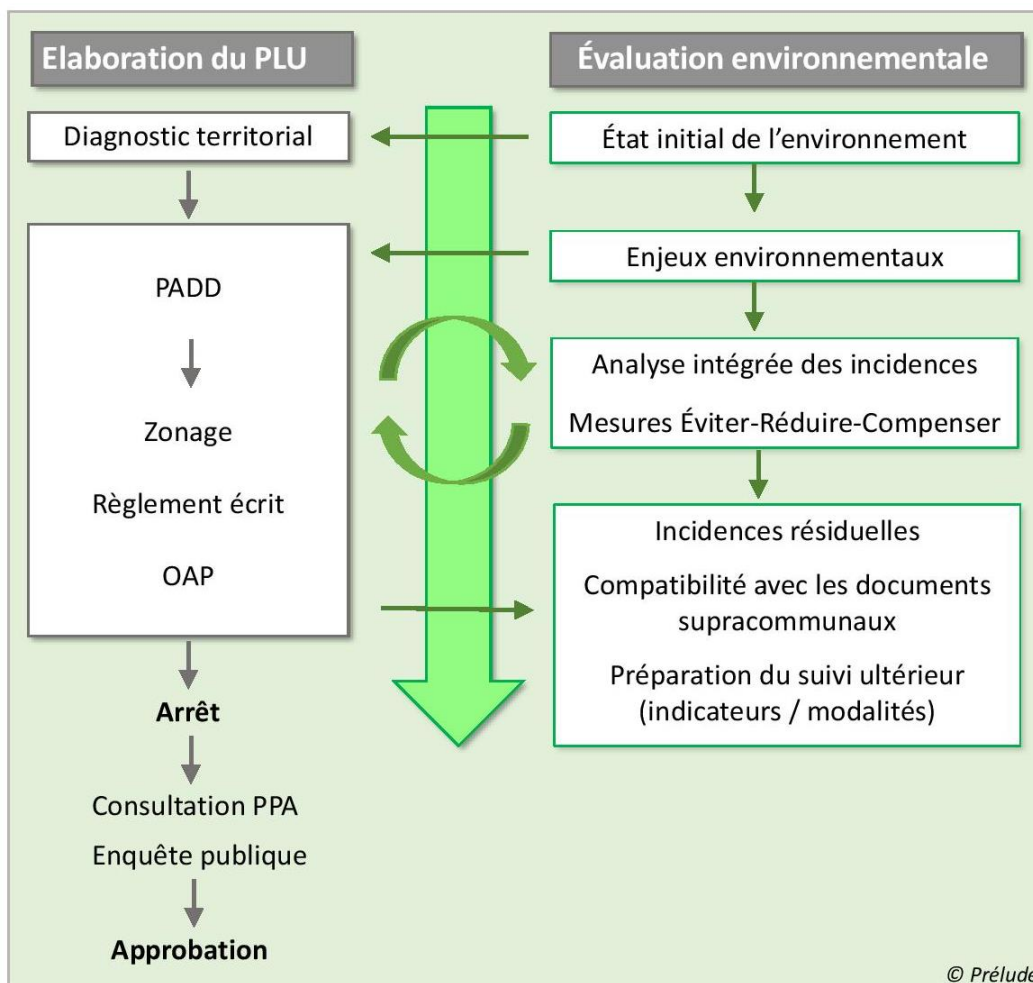 Elaboration du PLU
Évaluation environnementale
Diagnostic territorial
État initial de l'environnement
Enjeux environnementaux
PADD
Analyse intégrée des incidences
Mesures Éviter-Réduire-Compenser
Zonage
Règlement écrit
OAP
Incidences résiduelles
Compatibilité avec les documents
supracommunaux
Préparation du suivi ultérieur
(indicateurs / modalités)
Arrêt
Consultation PPA
Enquête publique
Approbation
© Prélude